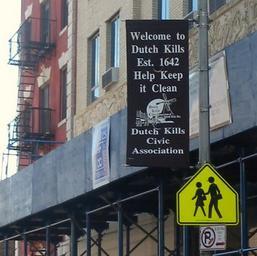 Welcome to
Dutch Kills
Est. 1642
Help Keep
it Clean
Dutch Kills
Civic
Association